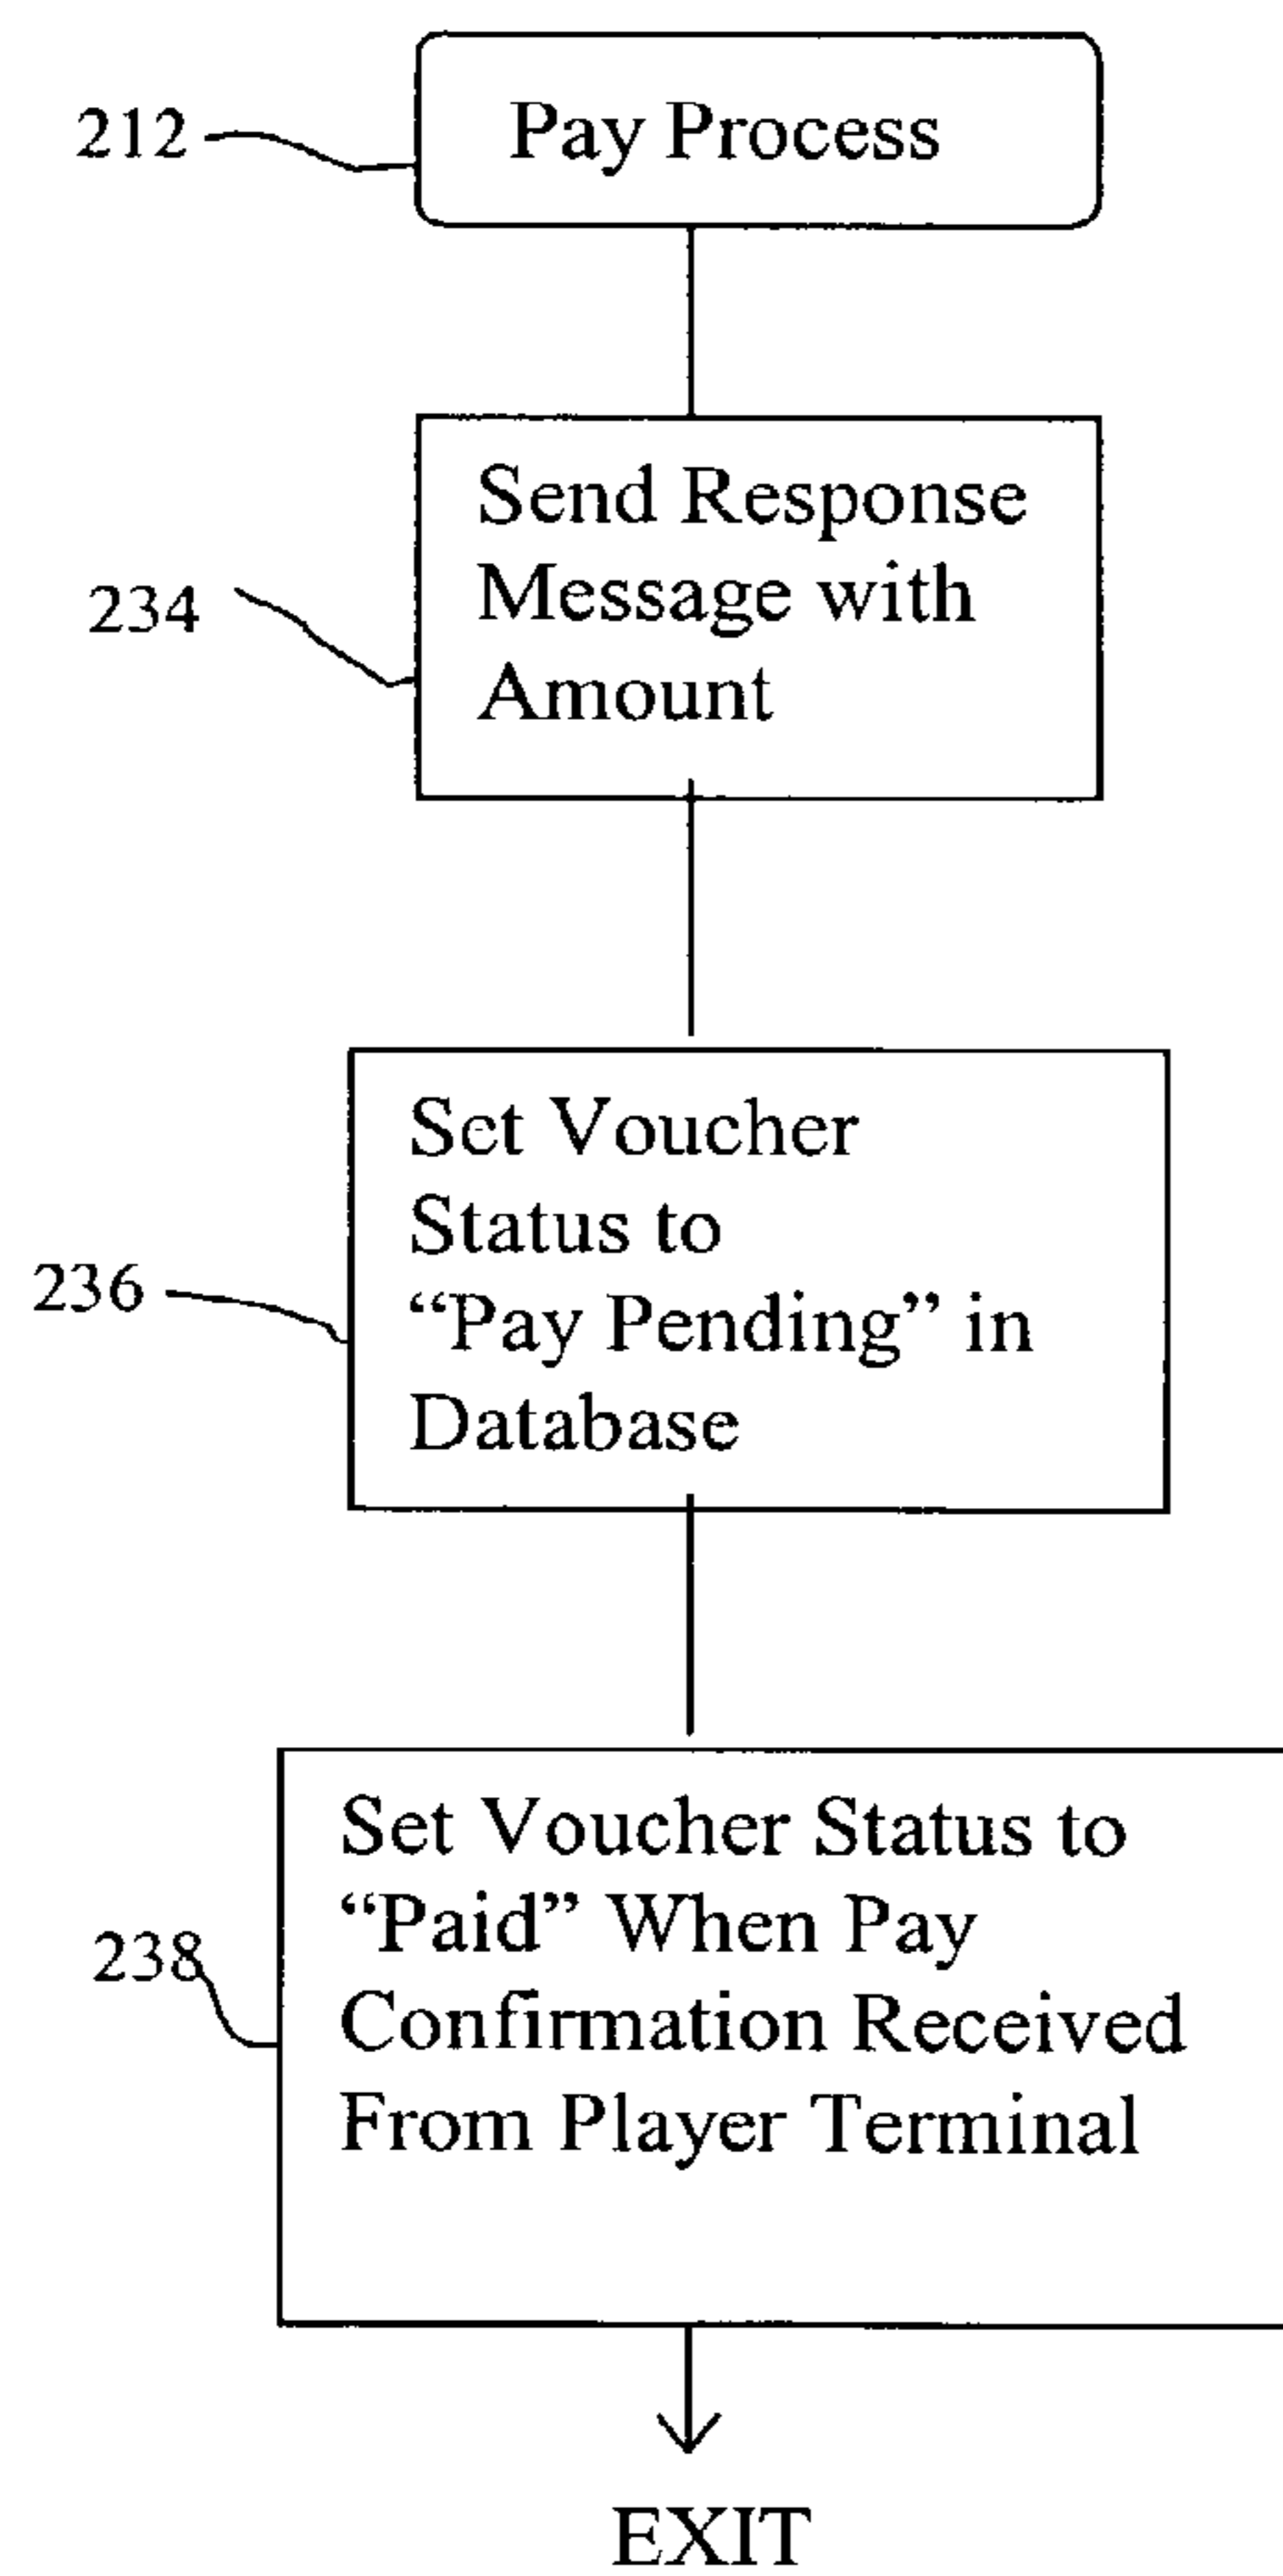 212
Pay Process
234
Send Response
Message with
Amount
236
Set Voucher
Status to
“Pay Pending” in
Database
238
Set Voucher Status to
“Paid” When Pay
Confirmation Received
From Player Terminal
EXIT